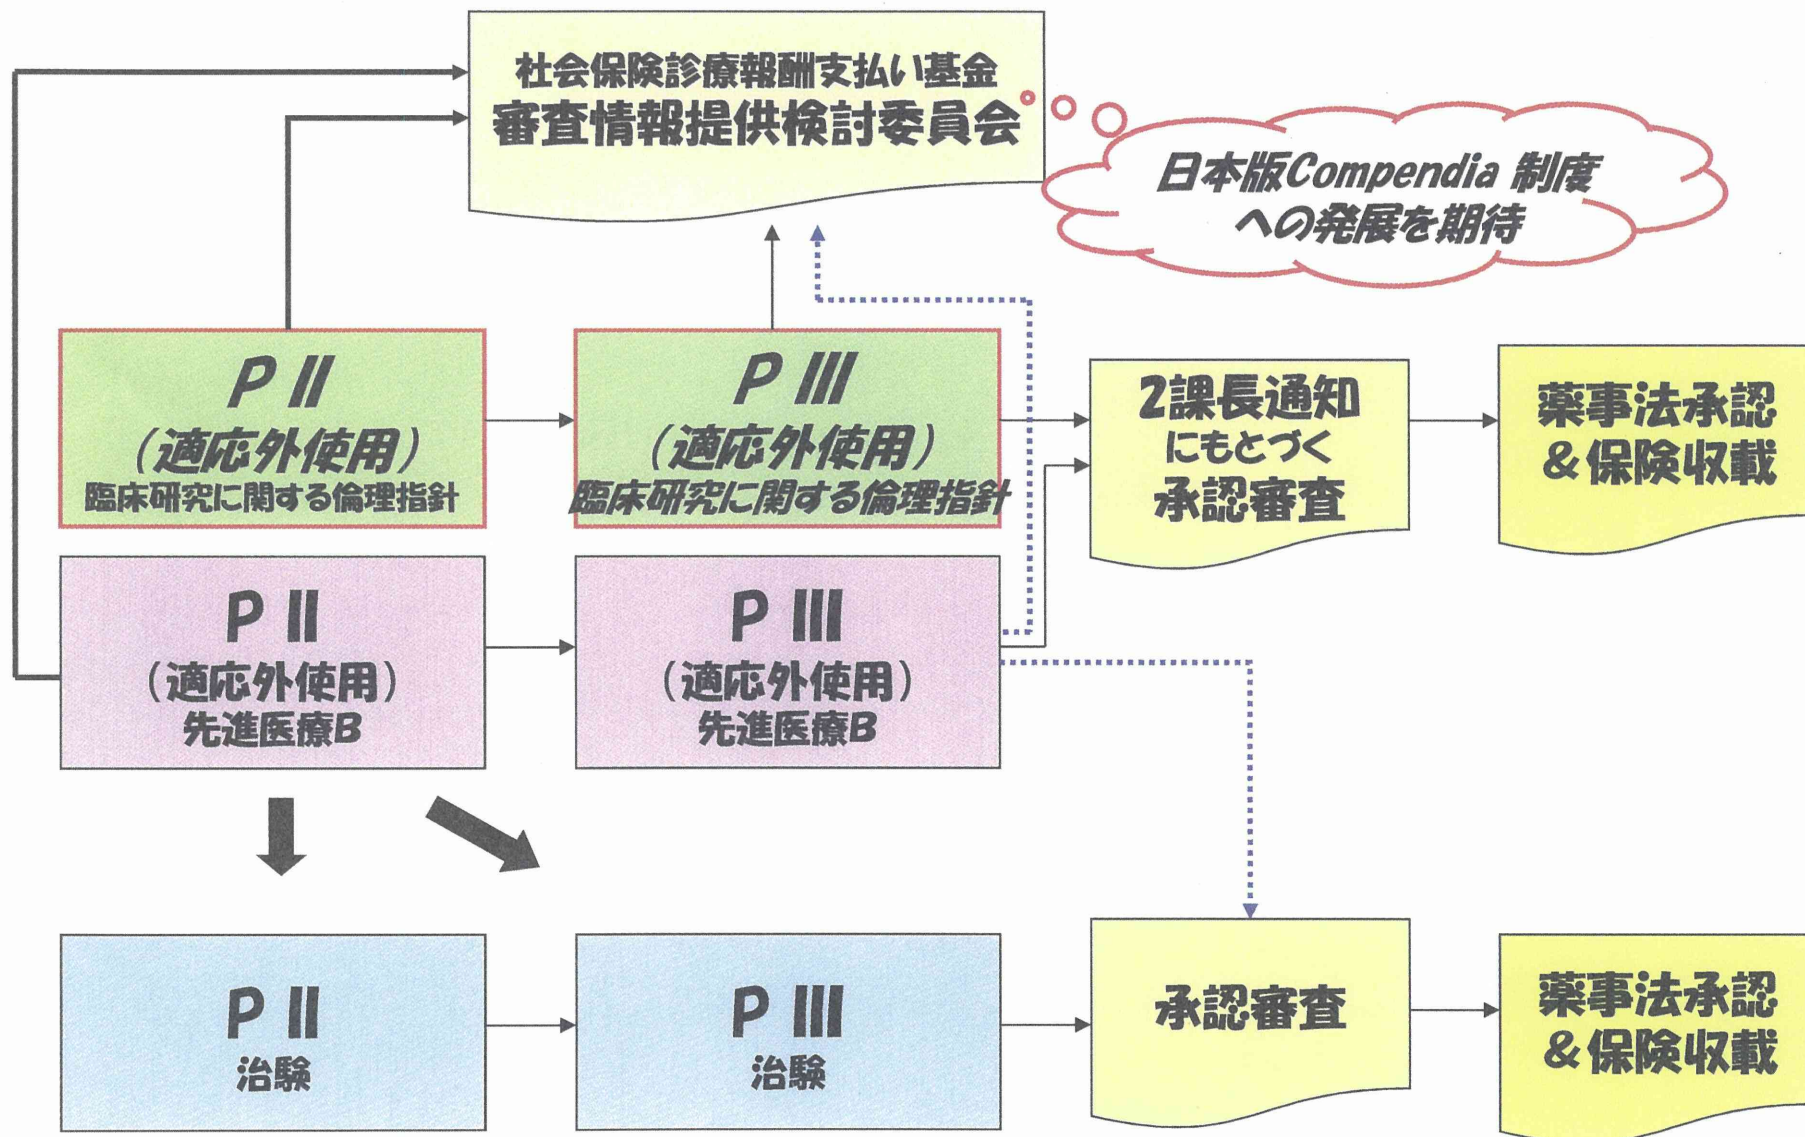 社会保険診療報酬支払い基金
審査情報提供検討委員会
日本版Compendia 制度
への発展を期待
P II
(適応外使用)
臨床研究に関する倫理指針
P III
(適応外使用)
臨床研究に関する倫理指針
2課長通知
にもとづく
承認審査
薬事法承認
&保険収載
P II
(適応外使用)
先進医療B
P III
(適応外使用)
先進医療B
P II
治験
P III
治験
承認審査
薬事法承認
&保険収載